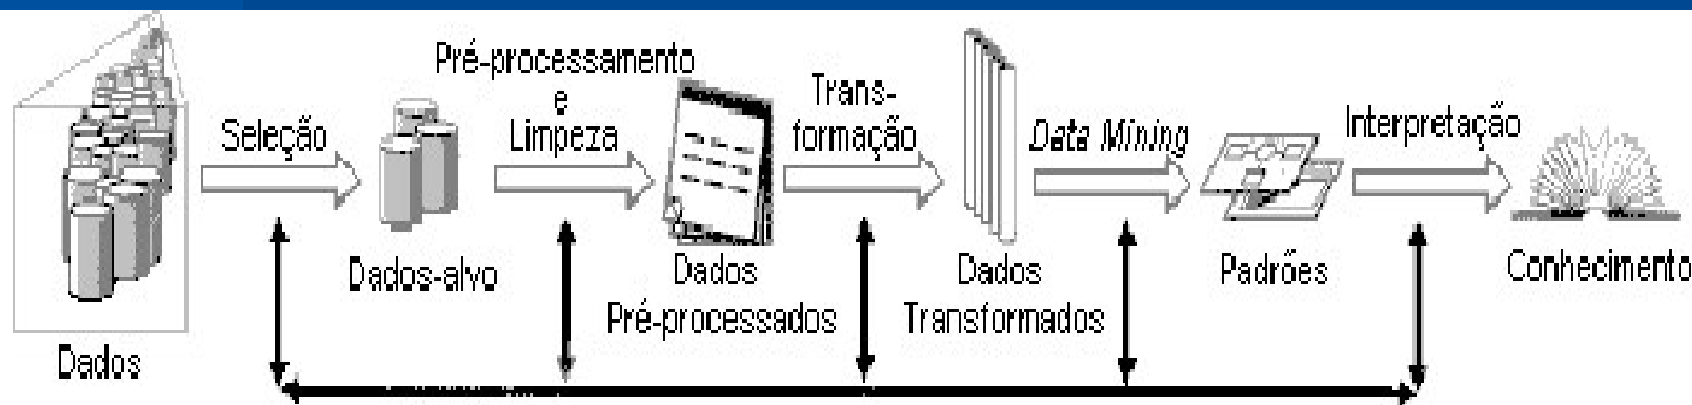 Dados
Seleção
Dados-alvo
Pré-processamento
e
Limpeza
Dados
Pré-processados
Trans-
formação
Dados
Transformados
Data Mining
Padrões
Interpretação
Conhecimento